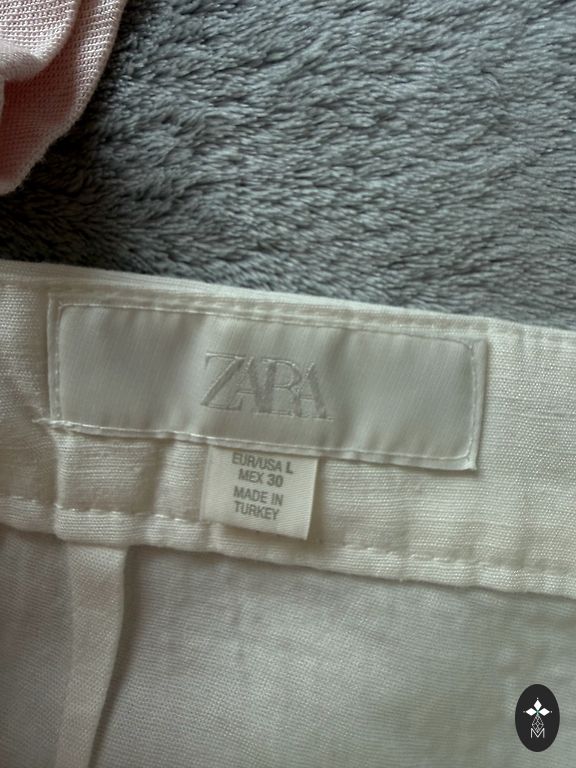 ZARA
EUR/USA L
MEX 30
MADE IN
TURKEY